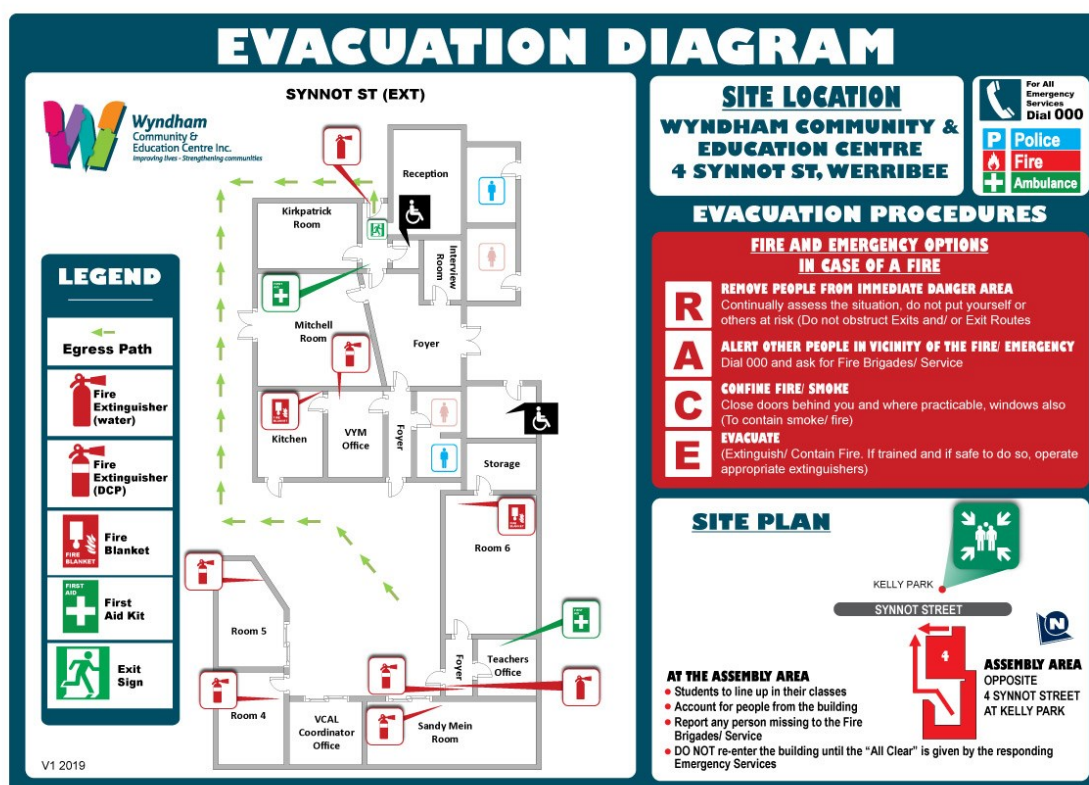 EVACUATION DIAGRAM
SYNNOT ST (EXT)
Wyndham
Community &
Education Centre Inc.
Improving lives - Strengthening communities
Reception
Kirkpatrick
Room
Interview
Room
FIRST AID
Mitchell
Room
Foyer
FIRE BLANKET
Kitchen
VYM
Office
Foyer
Storage
Room 6
Room 5
Foyer
Teachers
Office
Room 4
VCAL
Coordinator
Office
Sandy Mein
Room
LEGEND
Egress Path
Fire
Extinguisher
(water)
Fire
Extinguisher
(DCP)
FIRE
BLANKET
Fire
Blanket
FIRST
AID
First
Aid Kit
Exit
Sign
V1 2019
SITE LOCATION
WYNDHAM COMMUNITY &
EDUCATION CENTRE
4 SYNNOT ST, WERRIBEE
For All
Emergency
Services
Dial 000
P Police
Fire
Ambulance
EVACUATION PROCEDURES
FIRE AND EMERGENCY OPTIONS
IN CASE OF A FIRE
R
REMOVE PEOPLE FROM IMMEDIATE DANGER AREA
Continually assess the situation, do not put yourself or
others at risk (Do not obstruct Exits and/ or Exit Routes
A
ALERT OTHER PEOPLE IN VICINITY OF THE FIRE/ EMERGENCY
Dial 000 and ask for Fire Brigades/ Service
C
CONFINE FIRE/ SMOKE
Close doors behind you and where practicable, windows also
(To contain smoke/ fire)
E
EVACUATE
(Extinguish/ Contain Fire. If trained and if safe to do so, operate
appropriate extinguishers)
SITE PLAN
KELLY PARK
SYNNOT STREET
N
4
AT THE ASSEMBLY AREA
Students to line up in their classes
Account for people from the building
Report any person missing to the Fire
Brigades/ Service
DO NOT re-enter the building until the “All Clear” is given by the responding
Emergency Services
ASSEMBLY AREA
OPPOSITE
4 SYNNOT STREET
AT KELLY PARK